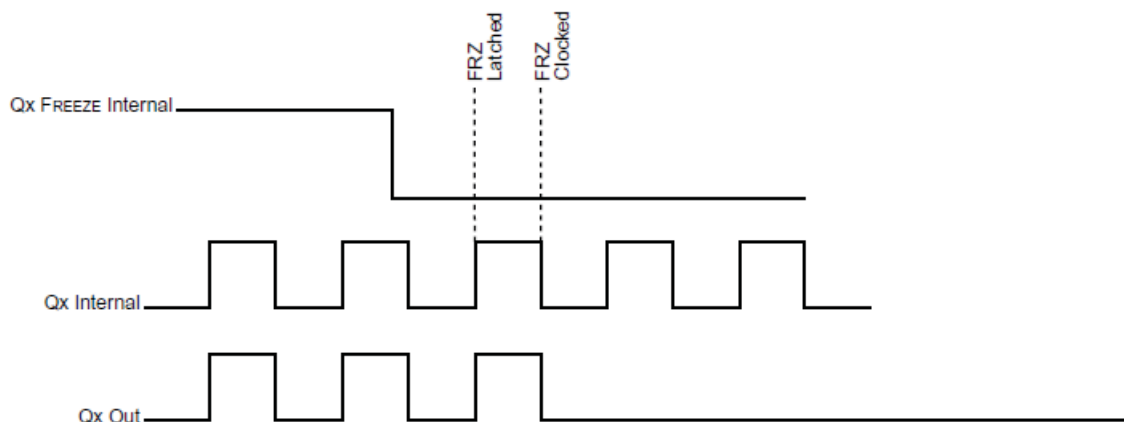 FRZ
Latched
FRZ
Clocked
Qx FREEZE Internal
Qx Internal
Qx Out